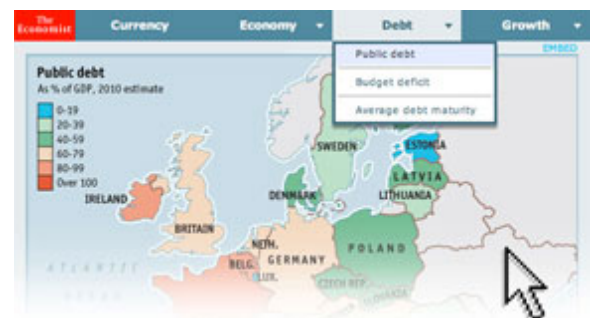 The
Economist
Currency
Economy
Debt
Growth
EMBED
Public debt
Budget deficit
Average debt maturity
Public debt
As % of GDP, 2010 estimate
0-19
20-39
40-59
60-79
80-99
Over 100
SWEDEN
ESTONIA
LATVIA
LITHUANIA
DENMARK
IRELAND
BRITAIN
NETH.
GERMANY
POLAND
BELG.
LUX.
CZECH REP.
ATLANTIC